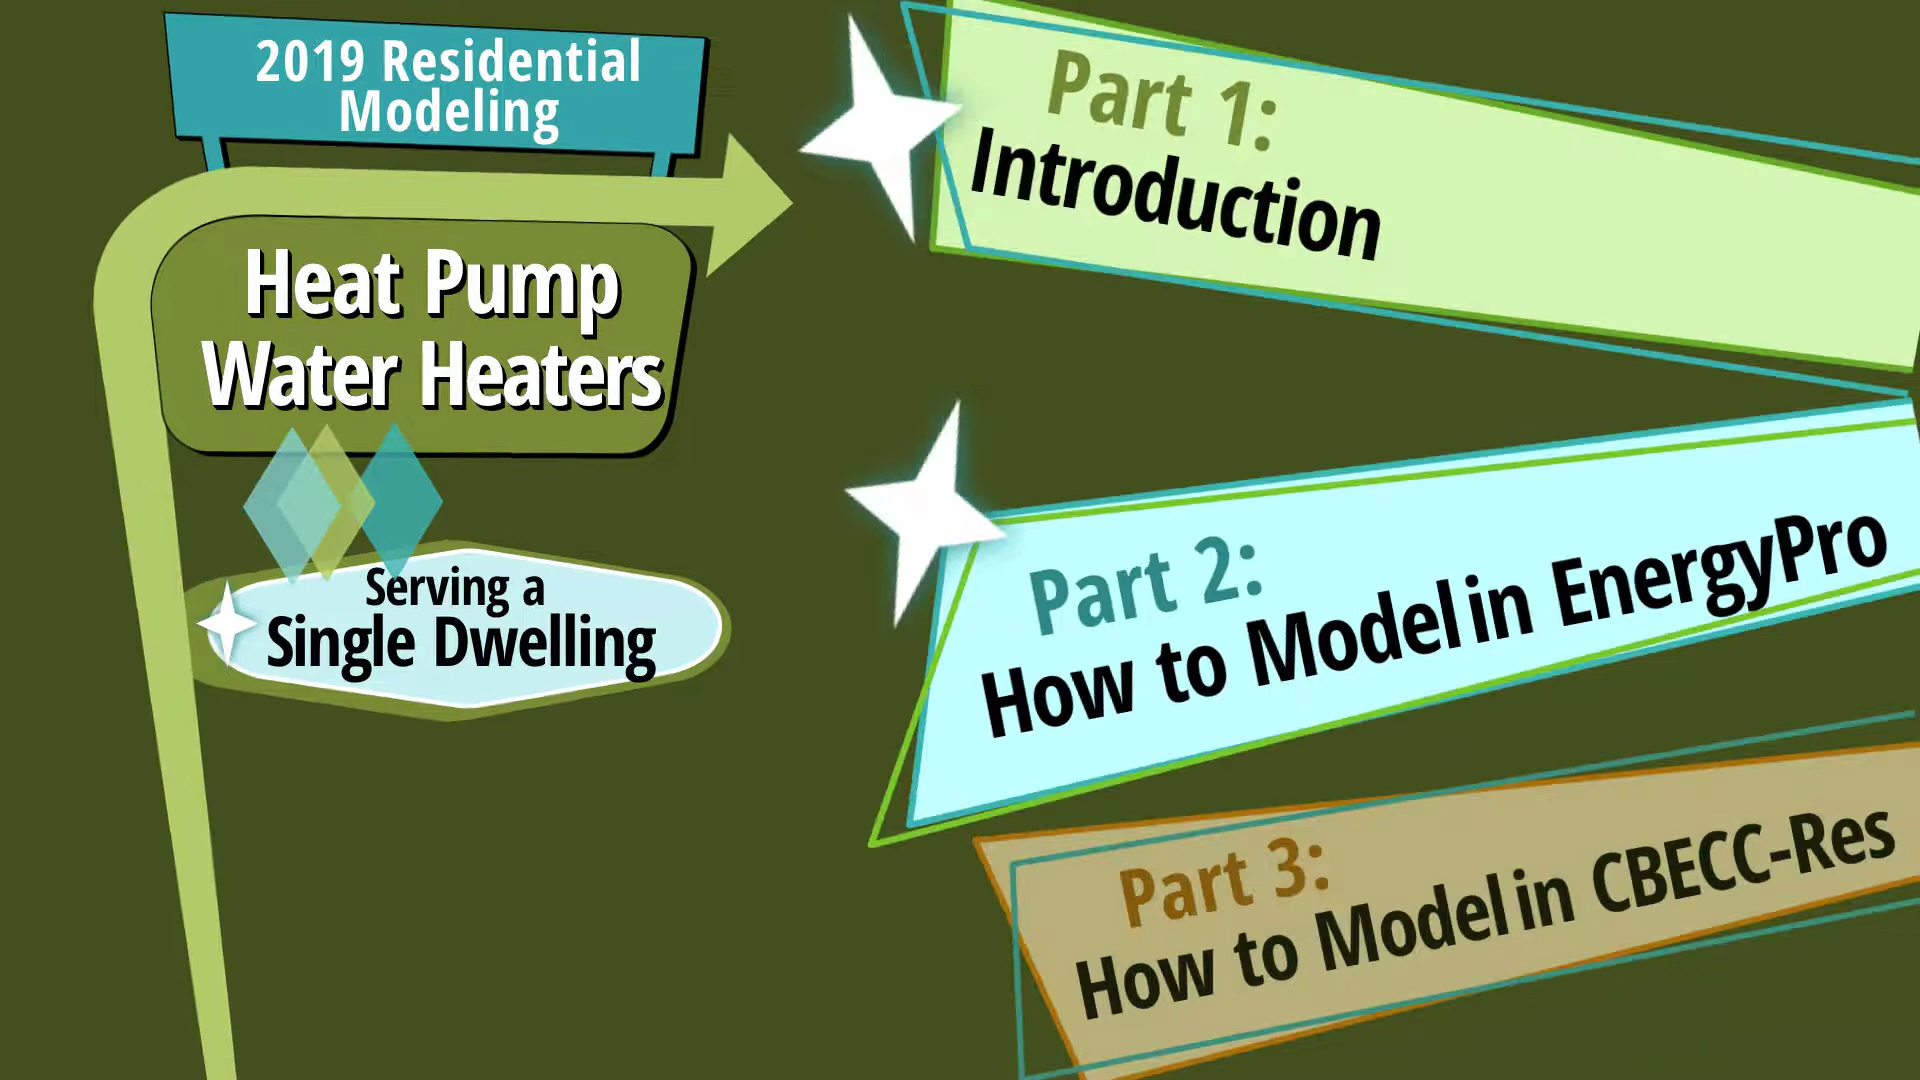 2019 Residential
Modeling
Heat Pump
Water Heaters
Serving a
Single Dwelling
Part 1:
Introduction
Part 2:
How to Model in EnergyPro
Part 3:
How to Model in CBECC-Res